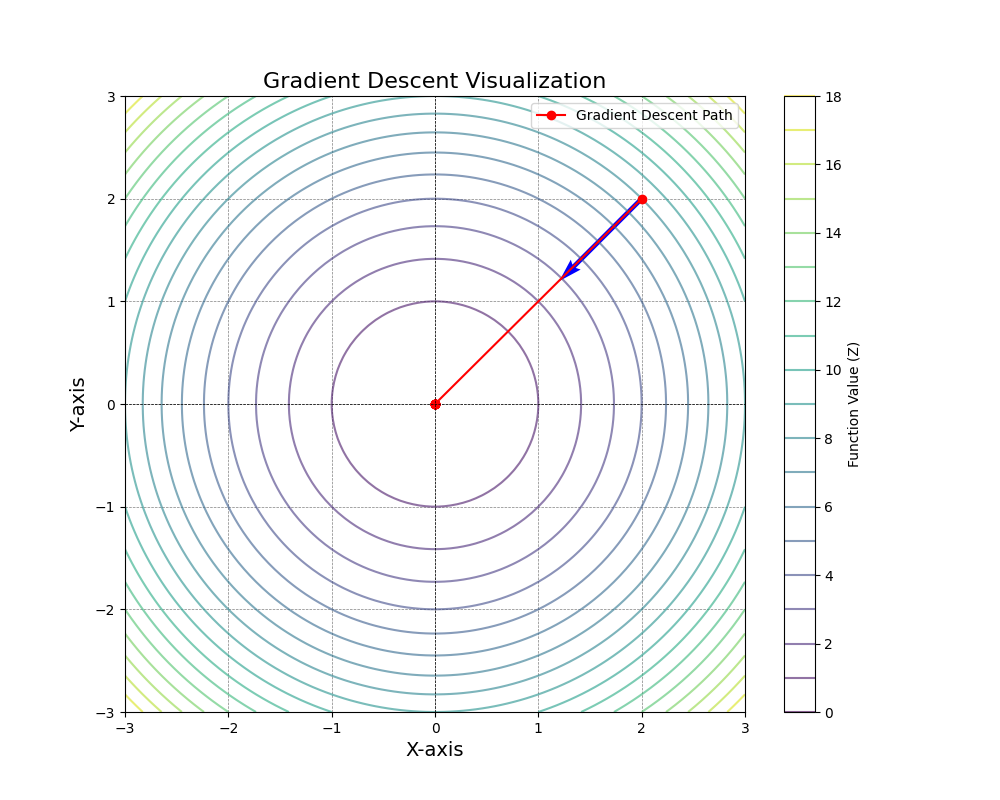 Gradient Descent Visualization
Gradient Descent Path
3
2
1
0
−1
−2
−3
Y-axis
−3 −2 −1 0 1 2 3
X-axis
18
16
14
12
10
8
6
4
2
0
Function Value (Z)